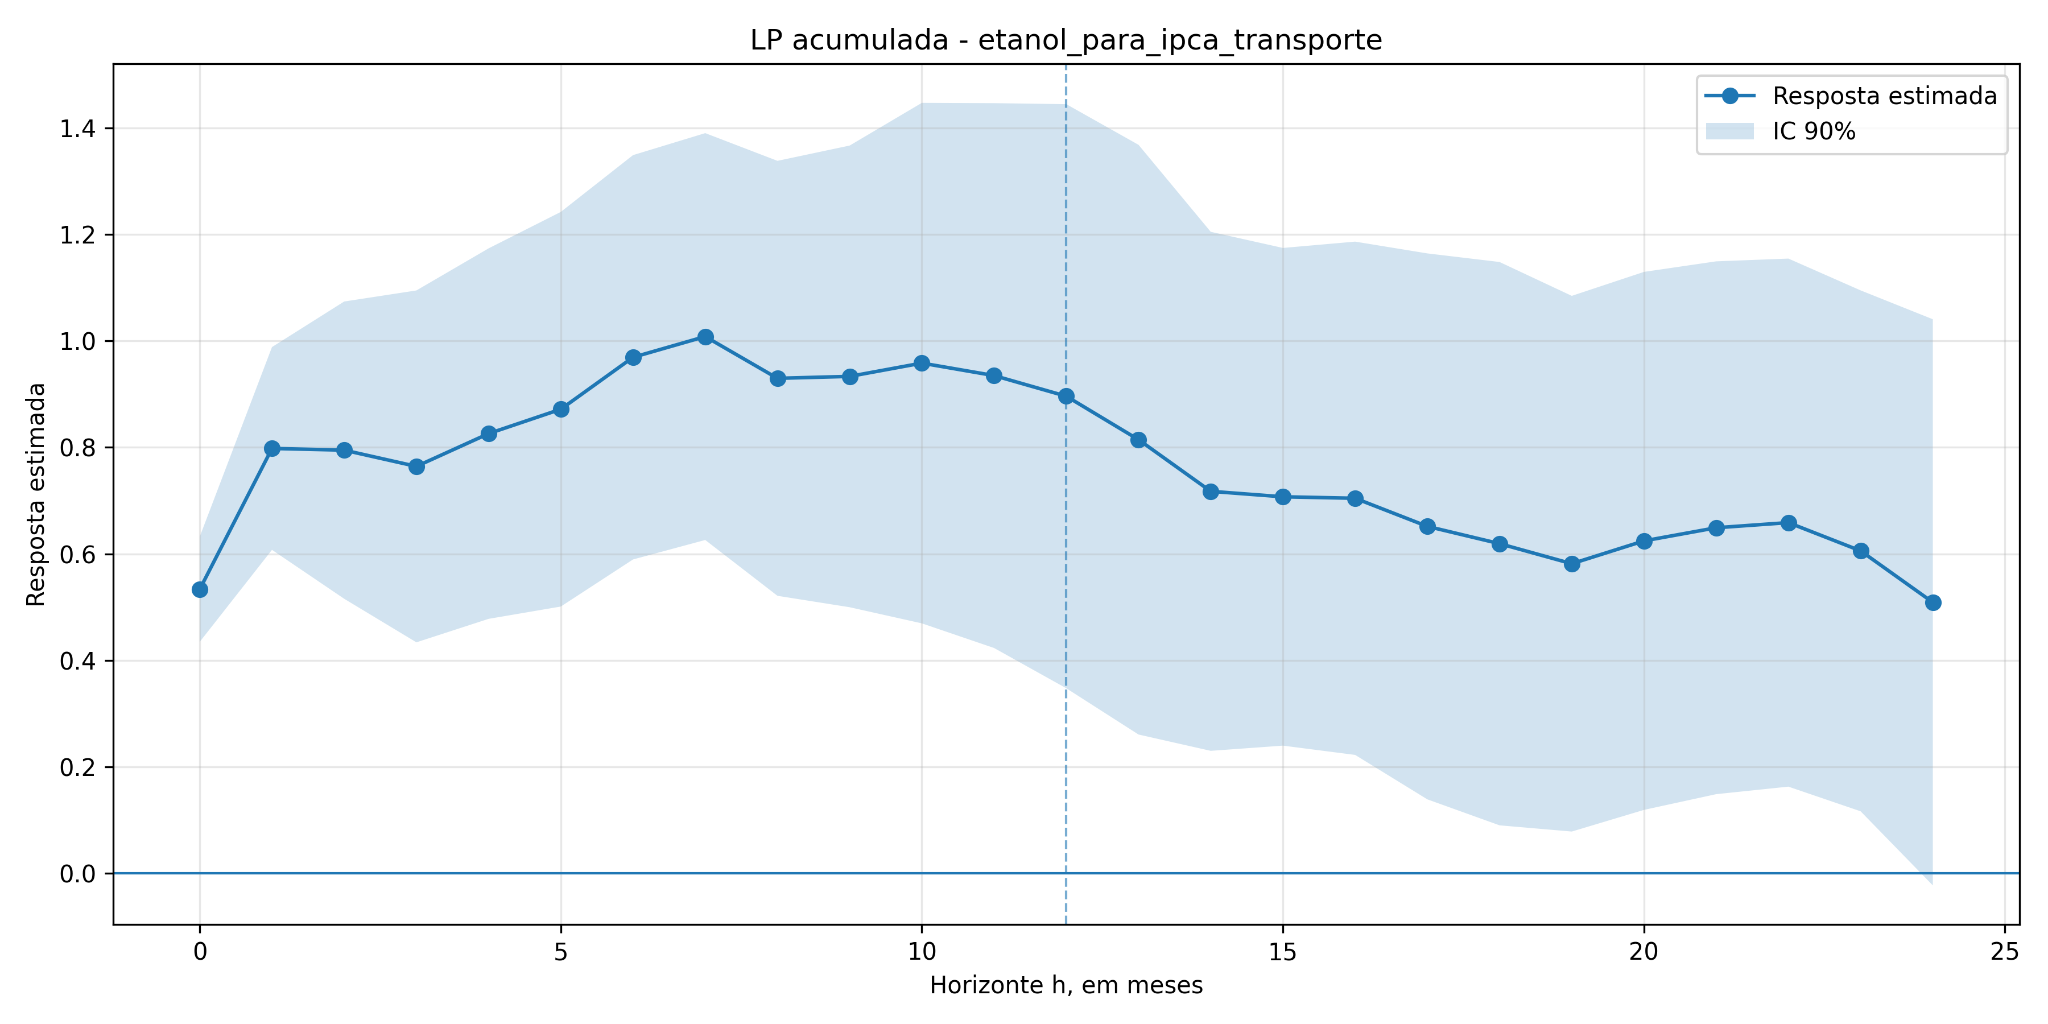 LP acumulada - etanol_para_ipca_transporte
Resposta estimada
IC 90%
Resposta estimada
1.4
1.2
1.0
0.8
0.6
0.4
0.2
0.0
0 5 10 15 20 25
Horizonte h, em meses